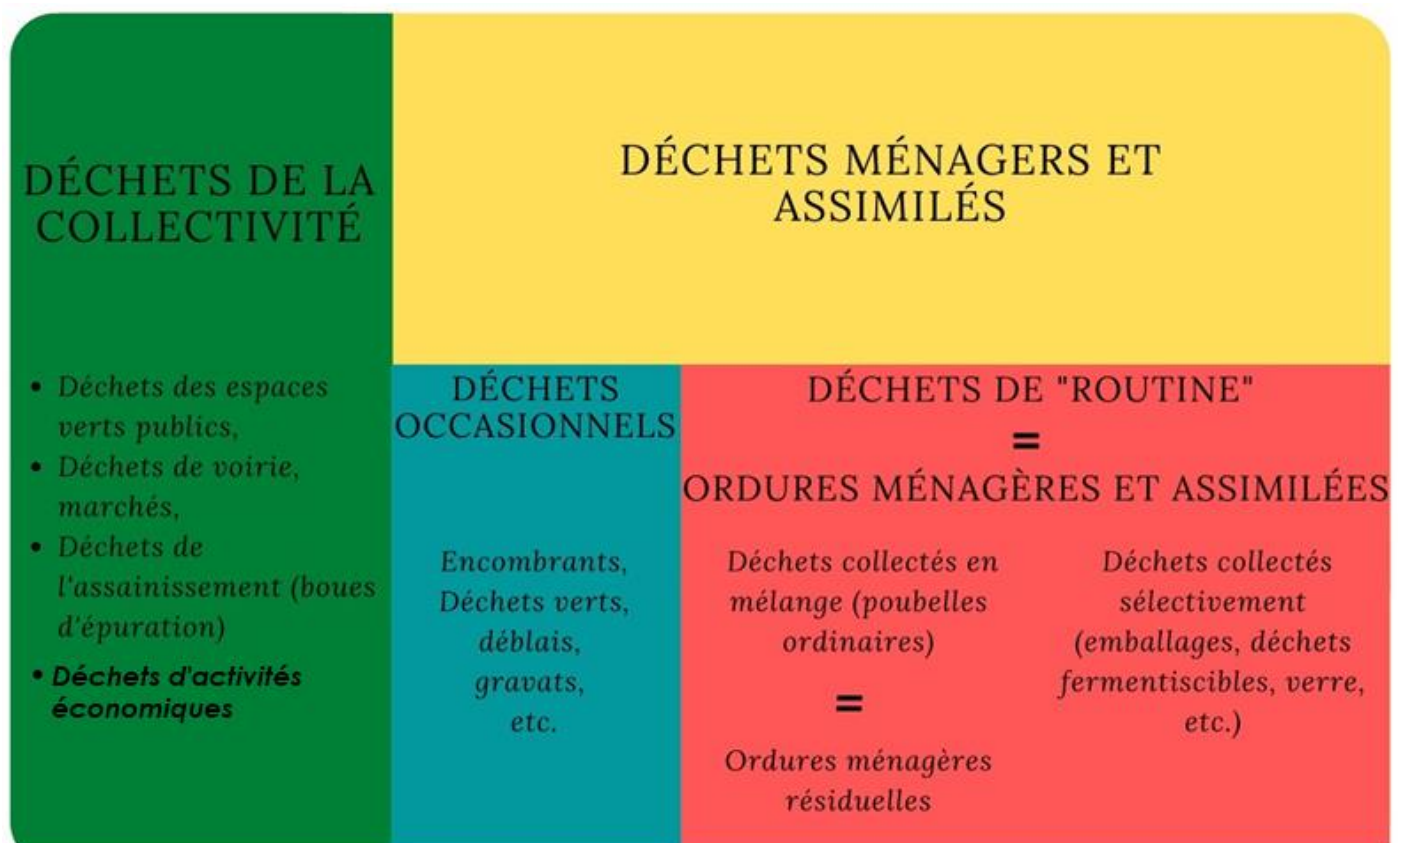 DÉCHETS DE LA
COLLECTIVITÉ
• Déchets des espaces
verts publics,
• Déchets de voirie,
marchés,
• Déchets de
l'assainissement (boues
d'épuration)
• Déchets d'activités
économiques
DÉCHETS MÉNAGERS ET
ASSIMILÉS
DÉCHETS
OCCASIONNELS
Encombrants,
Déchets verts,
déblais,
gravats,
etc.
DÉCHETS DE "ROUTINE"
=
ORDURES MÉNAGÈRES ET ASSIMILÉES
Déchets collectés en
mélange (poubelles
ordinaires)
=
Ordures ménagères
résiduelles
Déchets collectés
sélectivement
(emballages, déchets
fermentiscibles, verre,
etc.)